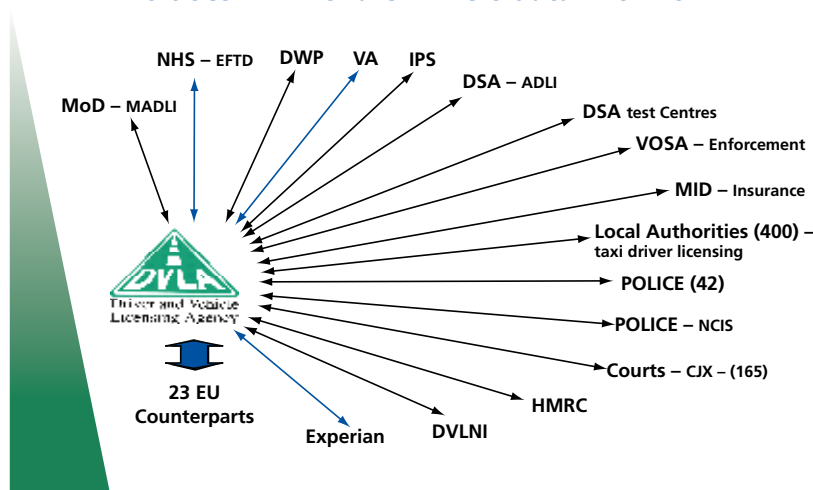 NHS – EFTD
DWP
VA
IPS
DSA – ADLI
MoD – MADLI
DSA test Centres
VOSA – Enforcement
MID – Insurance
Local Authorities (400) –
taxi driver licensing
POLICE (42)
POLICE – NCIS
Courts – CJX – (165)
HMRC
DVLNI
Experian
DVLA
Driver and Vehicle
Licensing Agency
23 EU
Counterparts